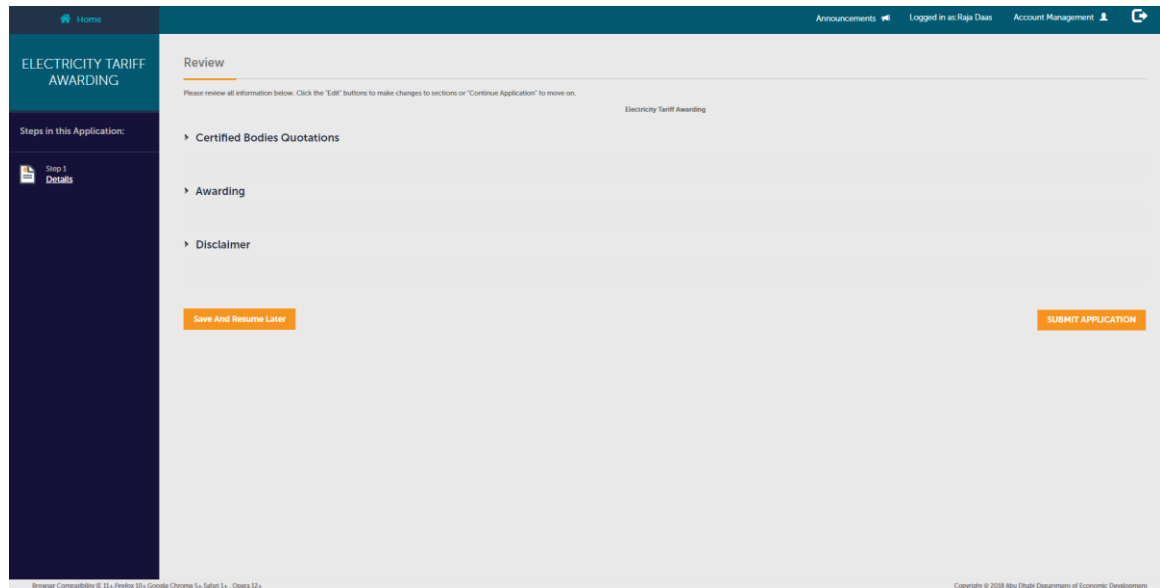 Home
Announcements
Logged in as:Raja Daas
Account Management
ELECTRICITY TARIFF
AWARDING
Steps in this Application:
Step 1
Details
Review
Please review all information below. Click the "Edit" buttons to make changes to sections or "Continue Application" to move on.
Electricity Tariff Awarding
Certified Bodies Quotations
Awarding
Disclaimer
Save And Resume Later
SUBMIT APPLICATION
Browser Compatibility IE 11+,Firefox 10+,Google Chrome 5+,Safari 1+ , Opera 12+
Copyright © 2018 Abu Dhabi Department of Economic Development